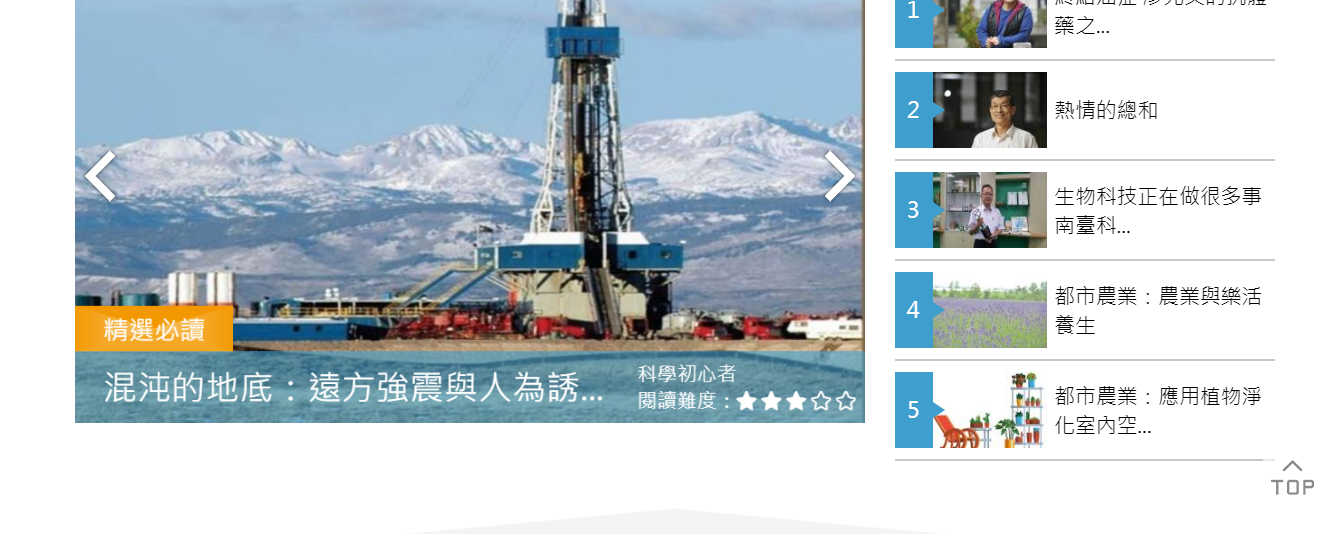 精選必讀
混沌的地底：遠方強震與人為誘...
科學初心者
閱讀難度：
1
藥之...
2
熱情的總和
3
生物科技正在做很多事
南臺科...
4
都市農業：農業與樂活
養生
5
都市農業：應用植物淨
化室內空...
TOP